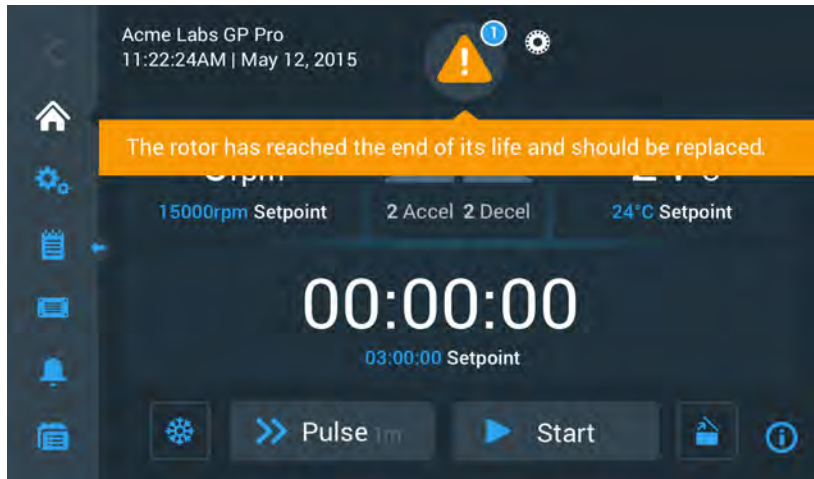 Acme Labs GP Pro
11:22:24AM | May 12, 2015
1
The rotor has reached the end of its life and should be replaced.
rpm
15000rpm Setpoint
2 Accel 2 Decel
24°C Setpoint
00:00:00
03:00:00 Setpoint
Pulse 1m
Start